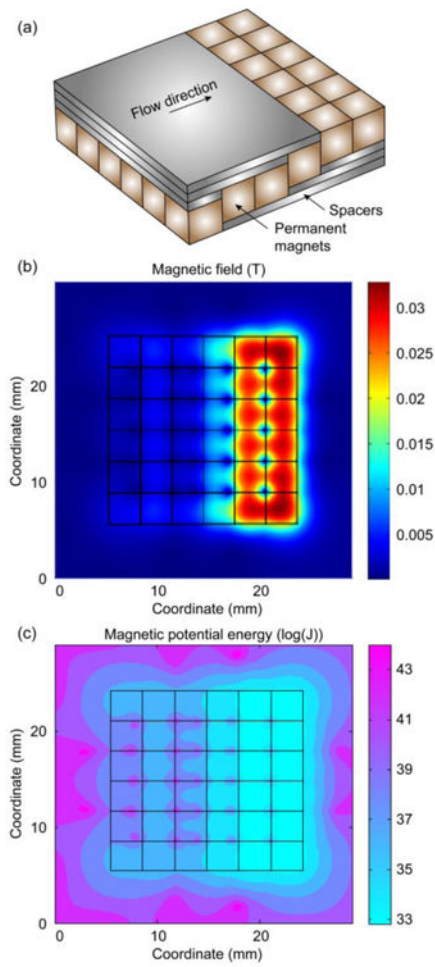 (a)
Flow direction
Spacers
Permanent
magnets
(b)
Magnetic field (T)
Coordinate (mm)
20
10
0
0
10
20
Coordinate (mm)
0.03
0.025
0.02
0.015
0.01
0.005
(c)
Magnetic potential energy (log(J))
Coordinate (mm)
20
10
0
0
10
20
Coordinate (mm)
43
41
39
37
35
33